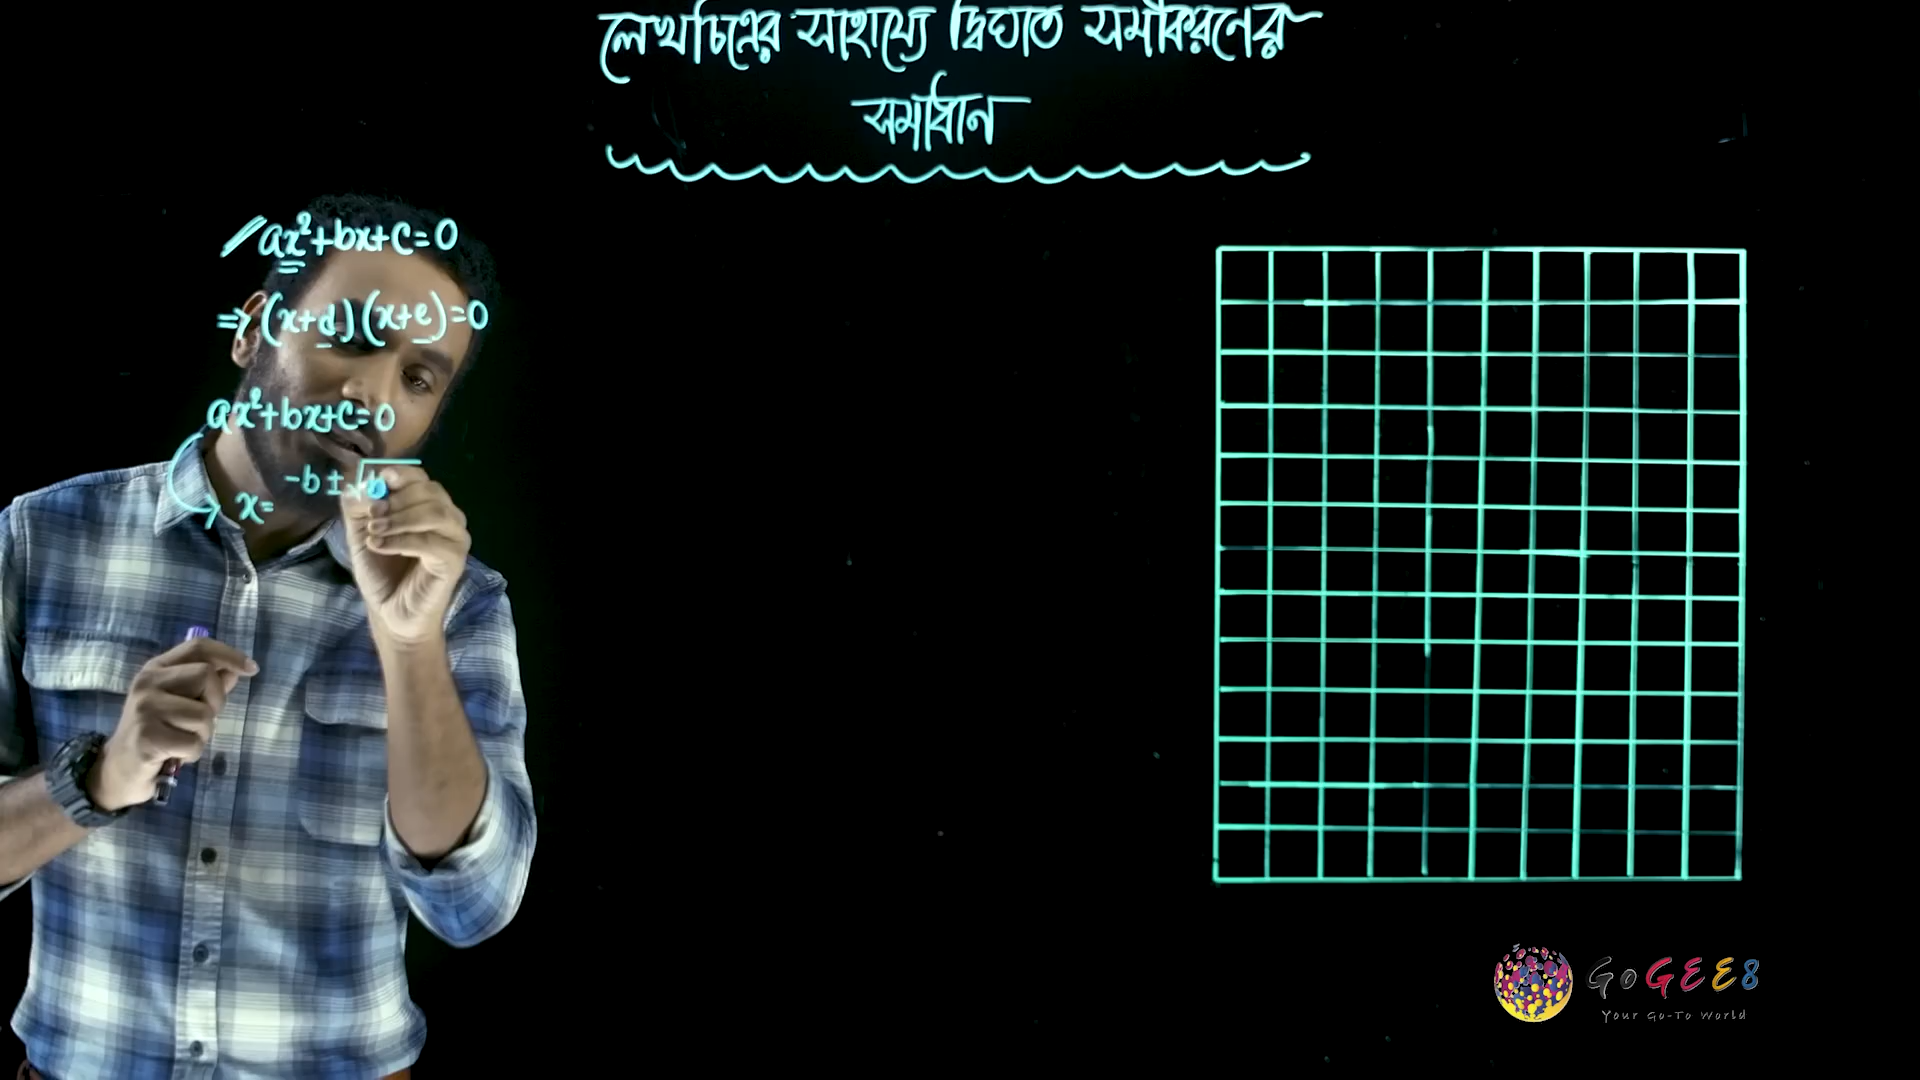 লেখচিত্রের সাহায্যে দ্বিঘাত সমীকরণের
সমাধান
ax²+bx+c=0
⇒ (x+d)(x+e)=0
ax²+bx+c=0
x= -b±√b
GoGEE8
Your Go-To World